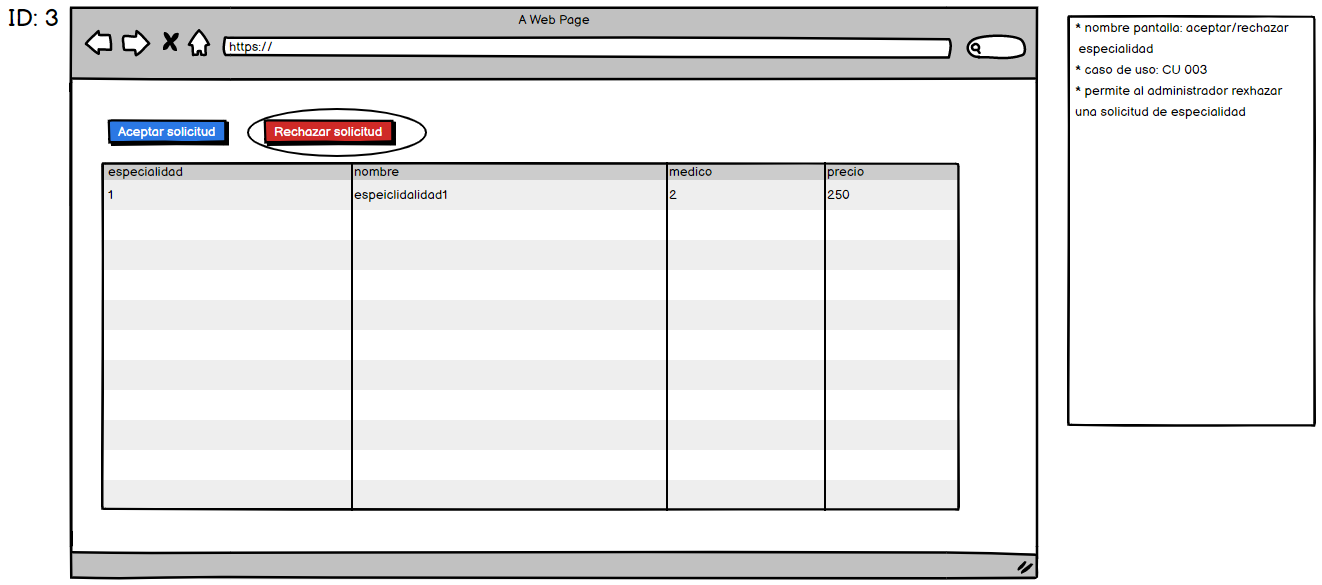 ID: 3
A Web Page
https://
Aceptar solicitud
Rechazar solicitud
especialidad nombre medico precio
1 espeiclidalidad1 2 250
* nombre pantalla: aceptar/rechazar
especialidad
* caso de uso: CU 003
* permite al administrador rexhazar
una solicitud de especialidad